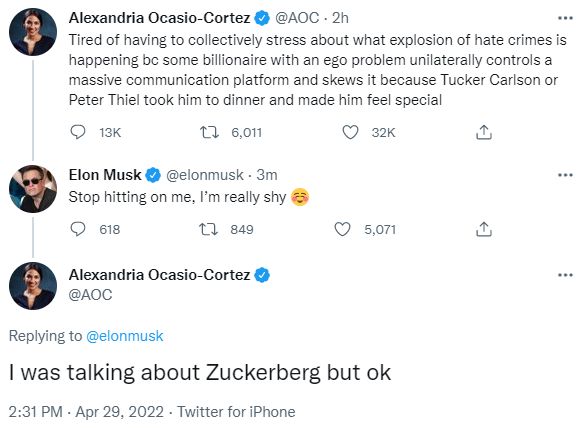 Alexandria Ocasio-Cortez @AOC · 2h
Tired of having to collectively stress about what explosion of hate crimes is
happening bc some billionaire with an ego problem unilaterally controls a
massive communication platform and skews it because Tucker Carlson or
Peter Thiel took him to dinner and made him feel special
13K 6,011 32K
Elon Musk @elonmusk · 3m
Stop hitting on me, I'm really shy ☺️
618 849 5,071
Alexandria Ocasio-Cortez
@AOC
Replying to @elonmusk
I was talking about Zuckerberg but ok
2:31 PM · Apr 29, 2022 · Twitter for iPhone